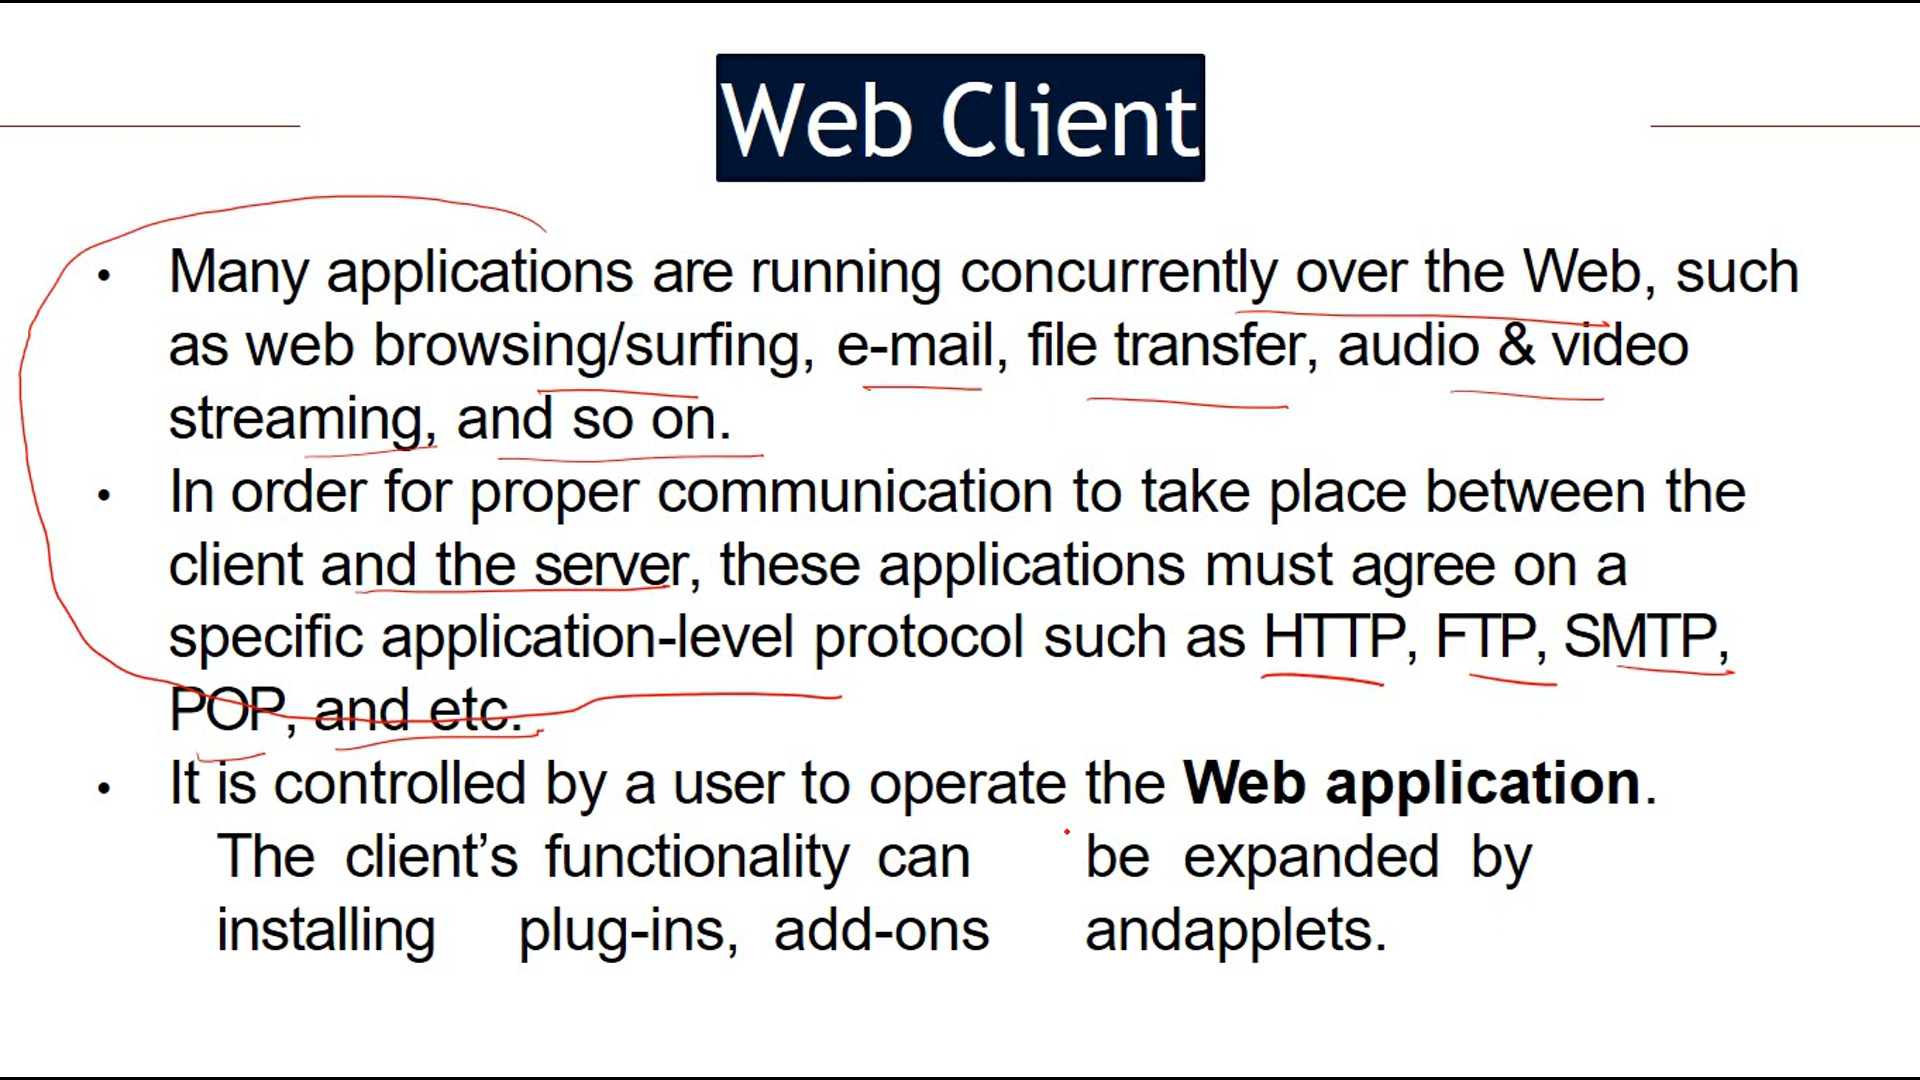 Web Client
• Many applications are running concurrently over the Web, such
as web browsing/surfing, e-mail, file transfer, audio & video
streaming, and so on.
• In order for proper communication to take place between the
client and the server, these applications must agree on a
specific application-level protocol such as HTTP, FTP, SMTP,
POP, and etc.
• It is controlled by a user to operate the Web application.
The client’s functionality can be expanded by
installing plug-ins, add-ons andapplets.